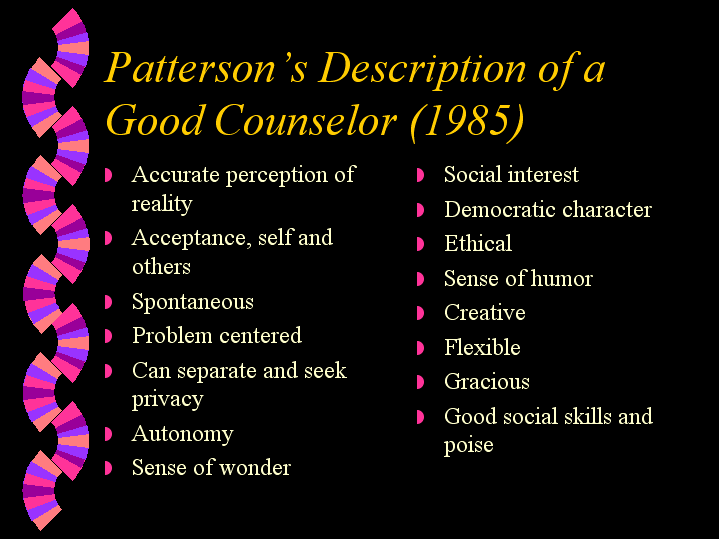 Patterson’s Description of a
Good Counselor (1985)
Accurate perception of
reality
Acceptance, self and
others
Spontaneous
Problem centered
Can separate and seek
privacy
Autonomy
Sense of wonder
Social interest
Democratic character
Ethical
Sense of humor
Creative
Flexible
Gracious
Good social skills and
poise